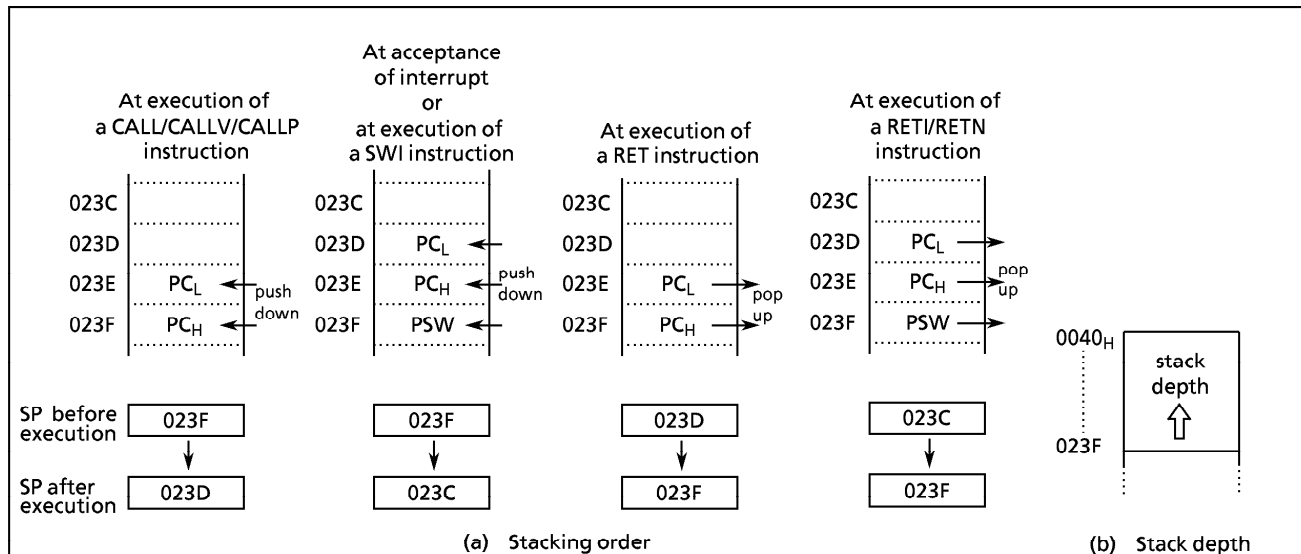 At execution of
a CALL/CALLV/CALLP
instruction
023C
023D
023E PCL
023F PCH
push
down
At acceptance
of interrupt
or
at execution of
a SWI instruction
023C
023D PCL
023E PCH
023F PSW
push
down
At execution of
a RET instruction
023C
023D
023E PCL
023F PCH
pop
up
At execution of
a RETI/RETN
instruction
023C
023D PCL
023E PCH
023F PSW
pop
up
SP before
execution
023F
023F
023D
023C
SP after
execution
023D
023C
023F
023F
(a) Stacking order
0040H
stack
depth
023F
(b) Stack depth